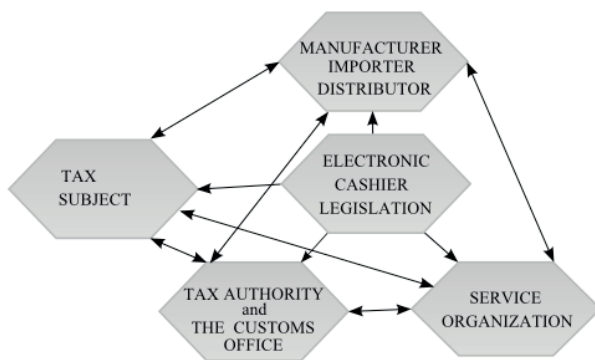 MANUFACTURER
IMPORTER
DISTRIBUTOR
ELECTRONIC
CASHIER
LEGISLATION
TAX
SUBJECT
TAX AUTHORITY
and
THE CUSTOMS
OFFICE
SERVICE
ORGANIZATION